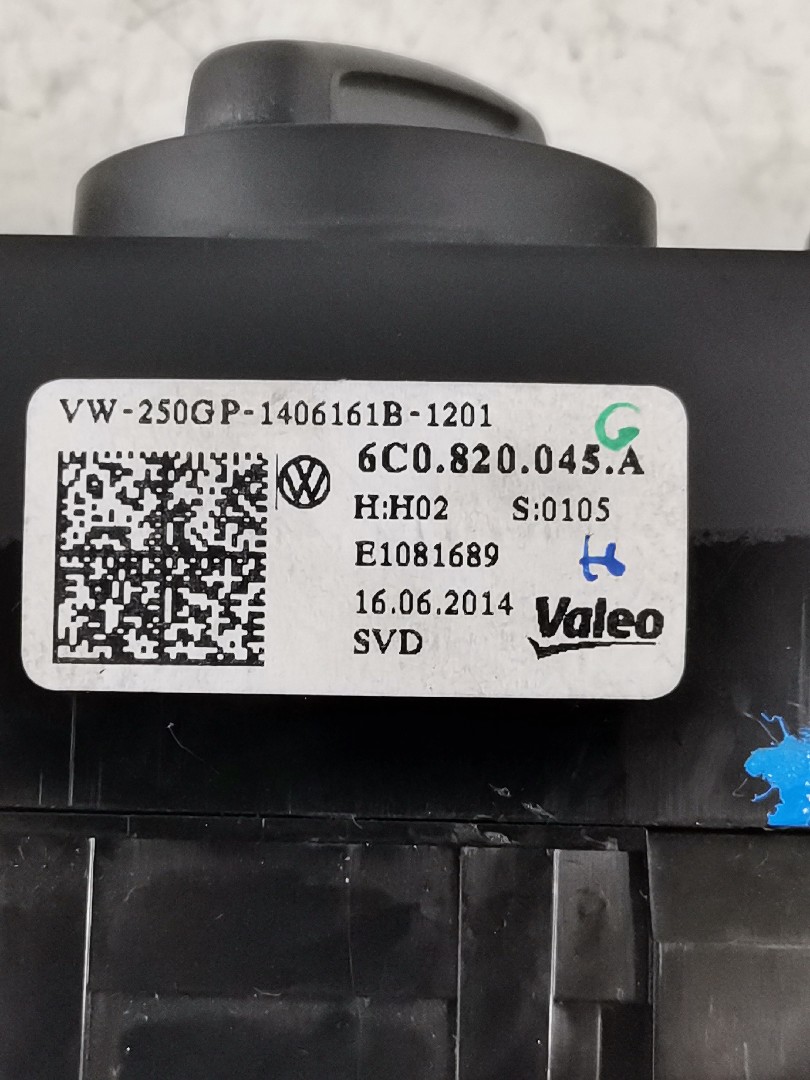 VW-250GP-1406161B-1201
G
6C0.820.045.A
H:H02 S:0105
E1081689
16.06.2014 Valeo
SVD